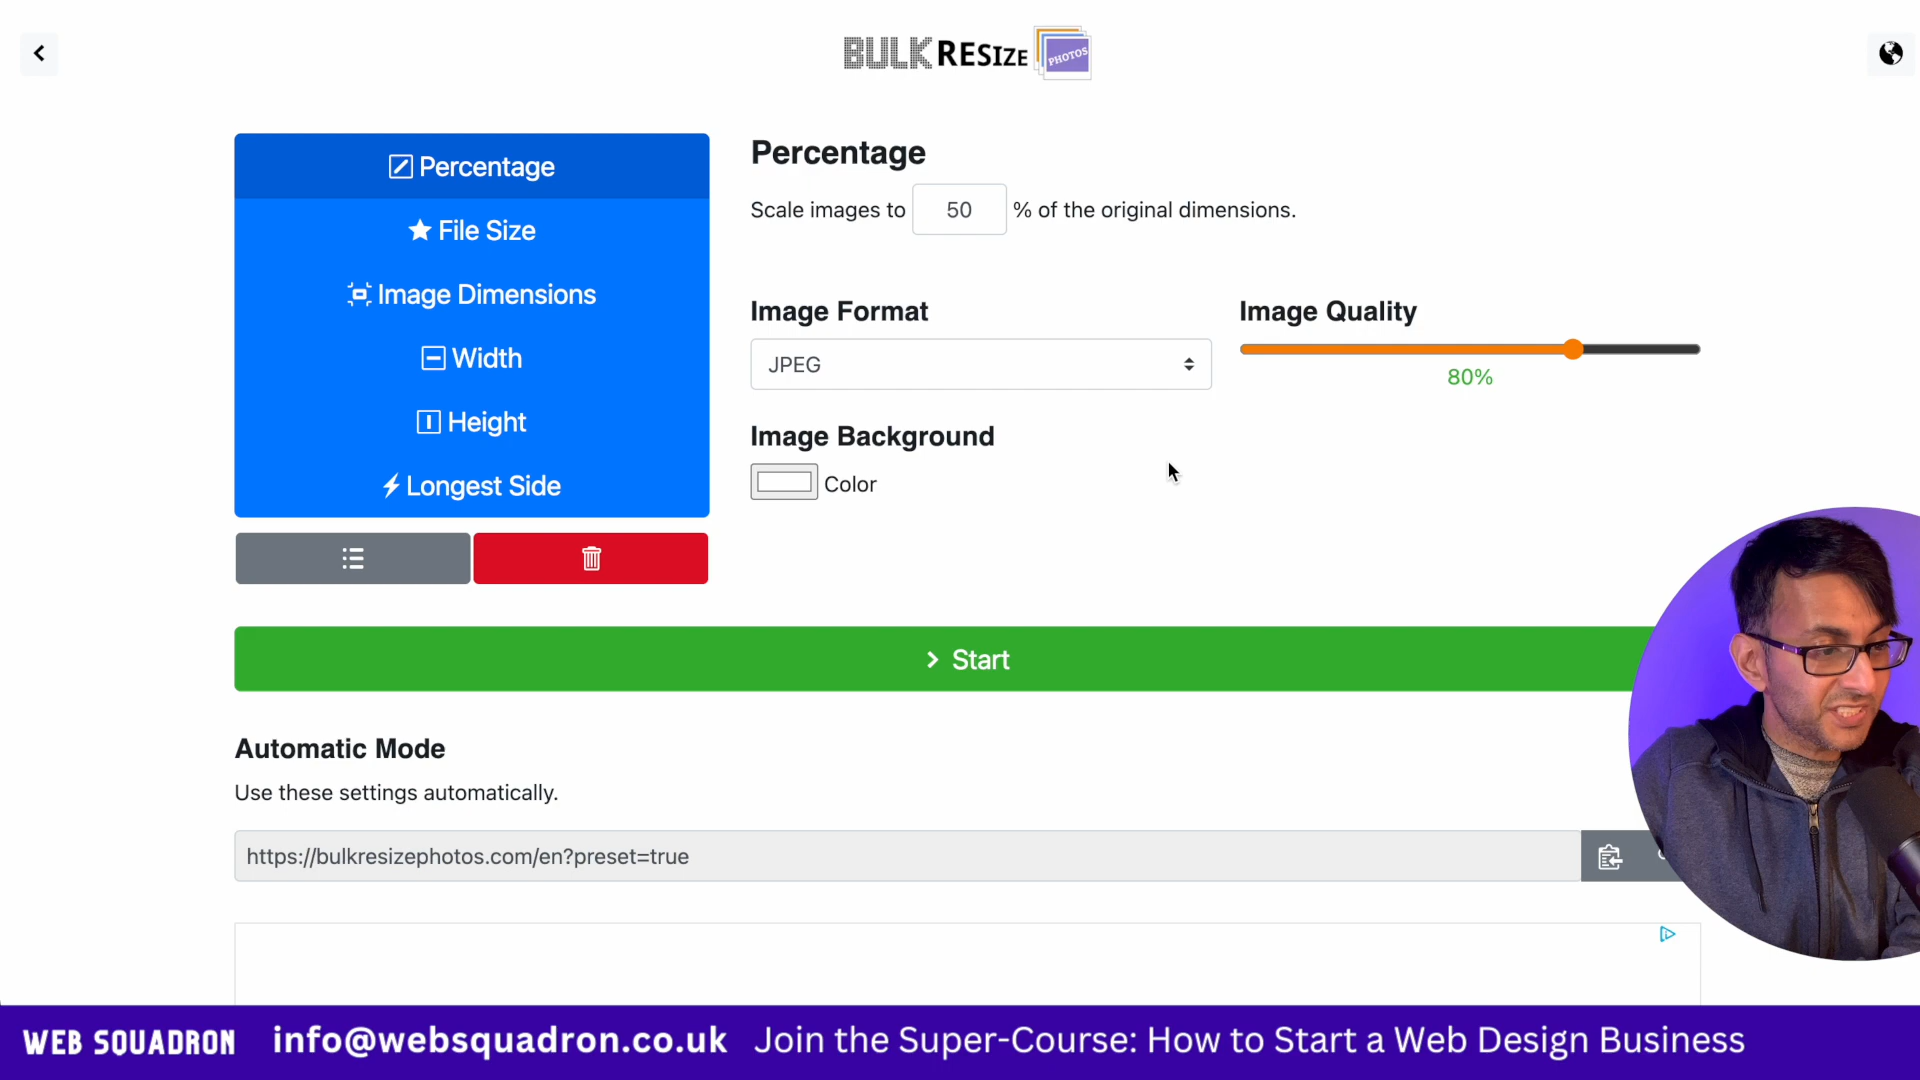 BULK RESIZE PHOTOS
Percentage
File Size
Image Dimensions
Width
Height
Longest Side
Percentage
Scale images to 50 % of the original dimensions.
Image Format
JPEG
Image Quality
80%
Image Background
Color
Start
Automatic Mode
Use these settings automatically.
https://bulkresizephotos.com/en?preset=true
WEB SQUADRON info@websquadron.co.uk Join the Super-Course: How to Start a Web Design Business